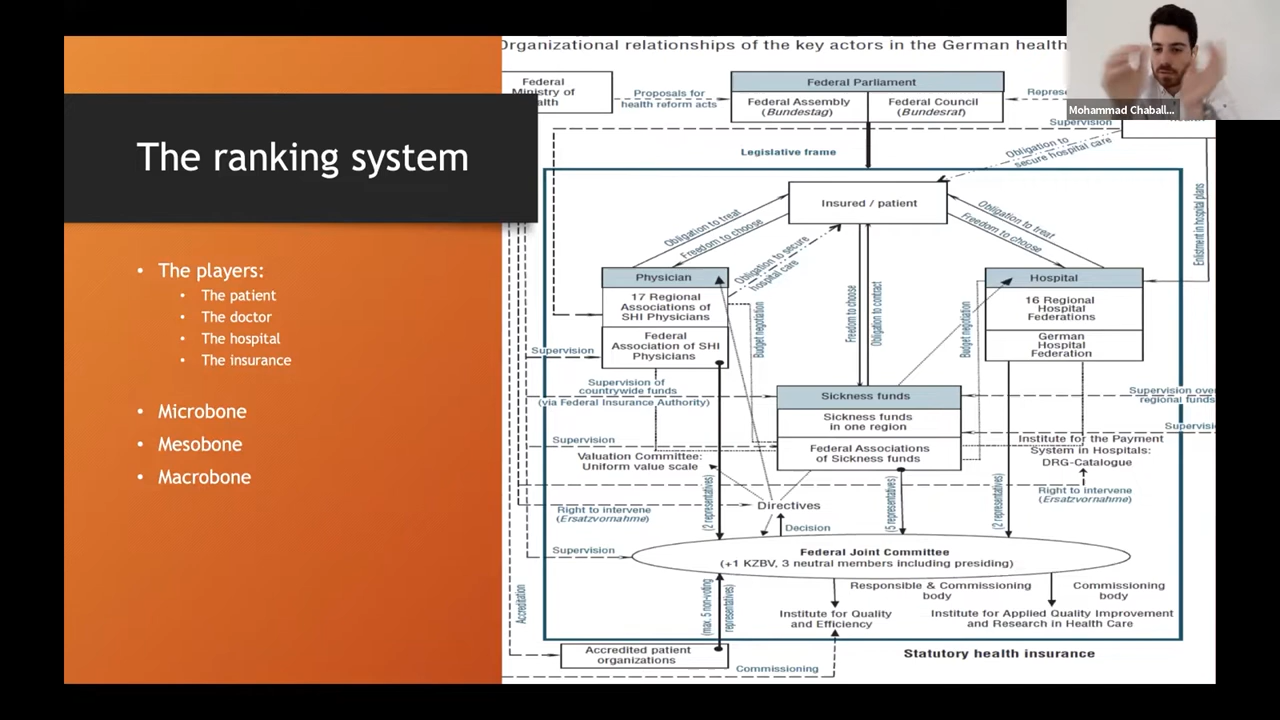 The ranking system
• The players:
• The patient
• The doctor
• The hospital
• The insurance
• Microbone
• Mesobone
• Macrobone
Organizational relationships of the key actors in the German health
Mohammad Chaball...
Federal
Ministry of
Proposals for
health reform acts
Federal Parliament
Federal Assembly
(Bundestag)
Federal Council
(Bundesrat)
Supervision
Legislative frame
Obligation to
secure hospital care
Enlistment in hospital plans
Insured / patient
Obligation to treat
Freedom to choose
Obligation to secure
hospital care
Obligation to treat
Freedom to choose
Physician
17 Regional
Associations of
SHI Physicians
Federal
Association of SHI
Physicians
Budget negotiation
Freedom to choose
Obligation to contract
Budget negotiation
Hospital
16 Regional
Hospital
Federations
German
Hospital
Federation
Supervision
Supervision of
countrywide funds
(via Federal Insurance Authority)
Sickness funds
Sickness funds
in one region
Federal Associations
of Sickness funds
Supervision over
regional funds
Supervision
Valuation Committee:
Uniform value scale
Institute for the Payment
System in Hospitals:
DRG-Catalogue
Right to intervene
(Ersatzvornahme)
(2 representatives)
Directives
Decision
(5 representatives)
(2 representatives)
Right to intervene
(Ersatzvornahme)
Supervision
Federal Joint Committee
(+1 KZBV, 3 neutral members including presiding)
Accreditation
(max. 5 non-voting
representatives)
Responsible & Commissioning
body
Commissioning
body
Institute for Quality
and Efficiency
Institute for Applied Quality Improvement
and Research in Health Care
Accredited patient
organizations
Commissioning
Statutory health insurance